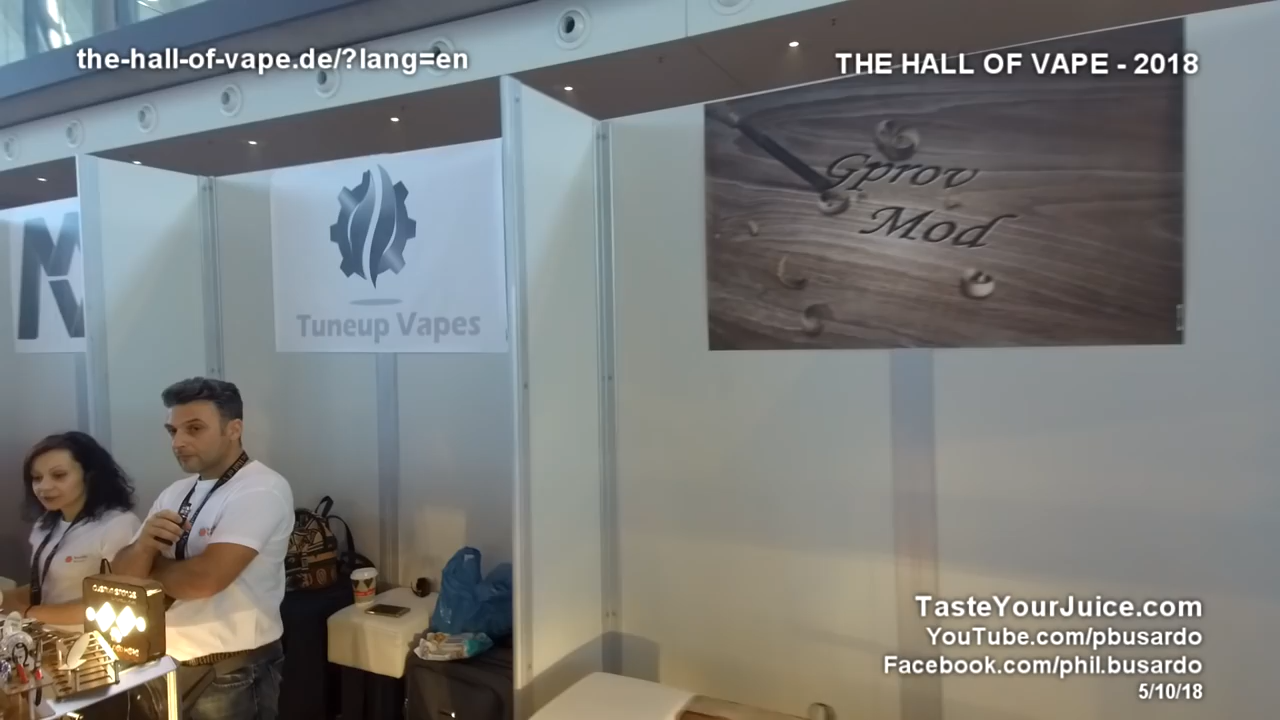 the-hall-of-vape.de/?lang=en
THE HALL OF VAPE - 2018
Gprov
Mod
Tuneup Vapes
TasteYourJuice.com
YouTube.com/pbusardo
Facebook.com/phil.busardo
5/10/18